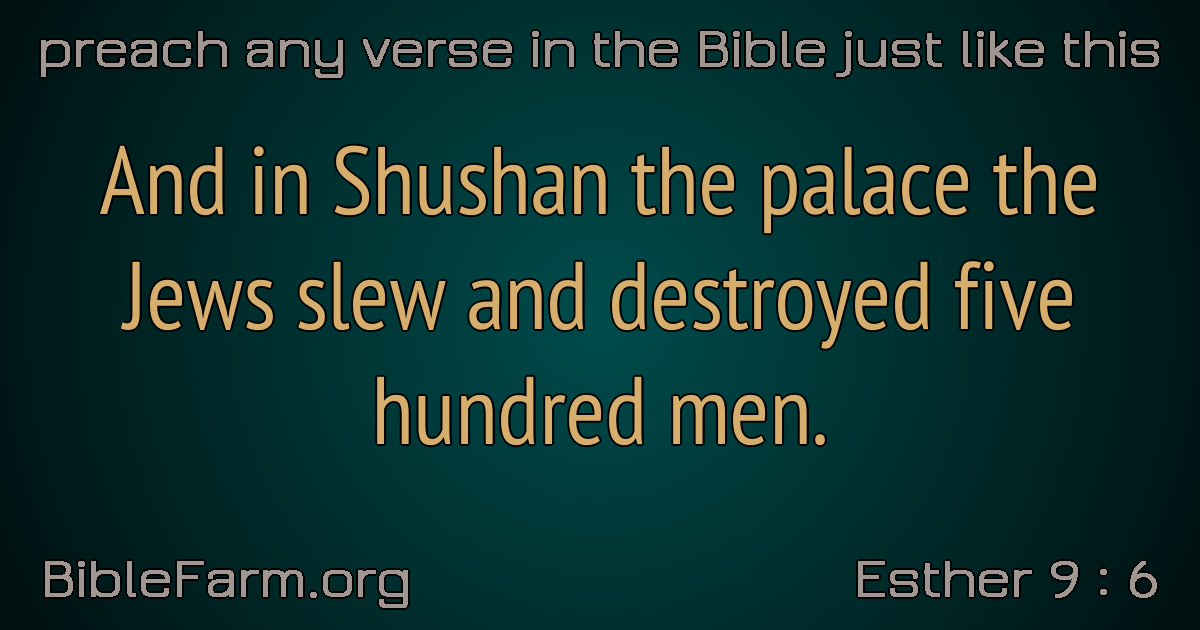 preach any verse in the Bible just like this
And in Shushan the palace the
Jews slew and destroyed five
hundred men.
BibleFarm.org
Esther 9 : 6